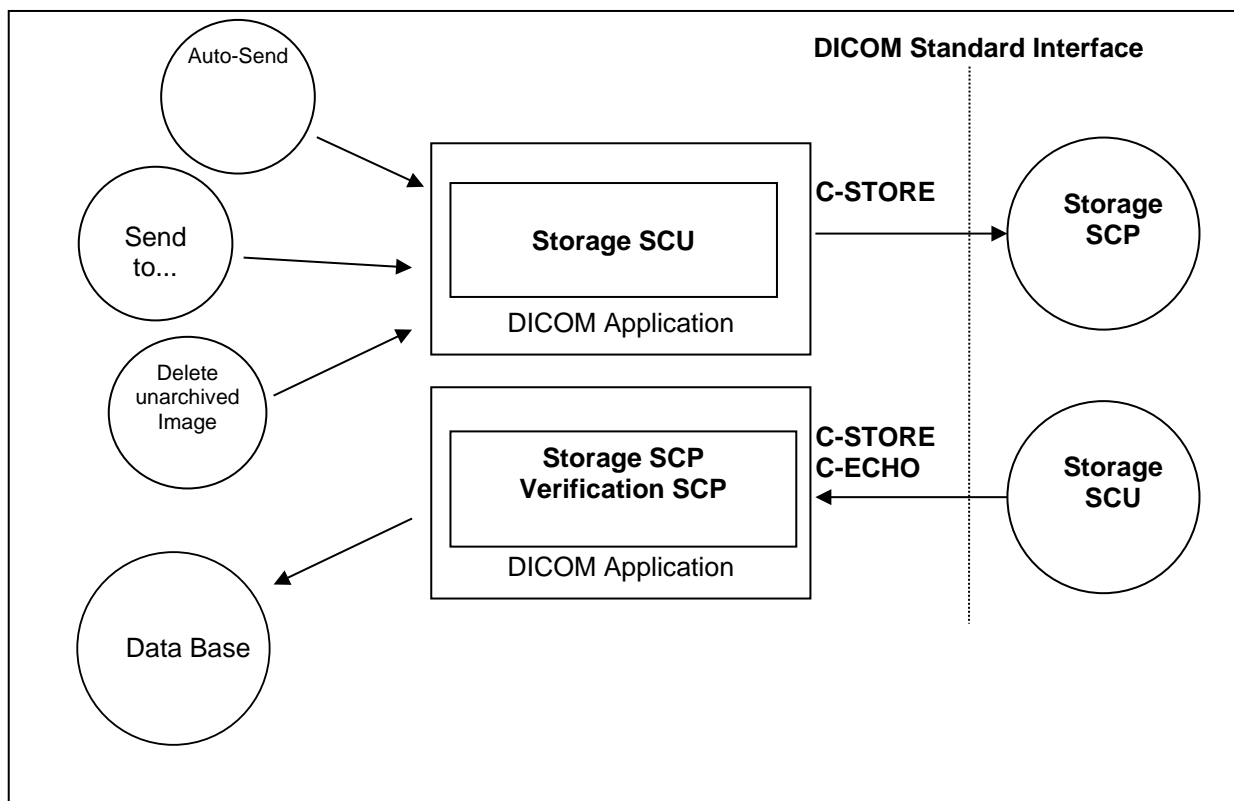 Auto-Send
DICOM Standard Interface
Send
to...
Storage SCU
DICOM Application
C-STORE
Storage
SCP
Delete
unarchived
Image
Storage SCP
Verification SCP
DICOM Application
C-STORE
C-ECHO
Storage
SCU
Data Base